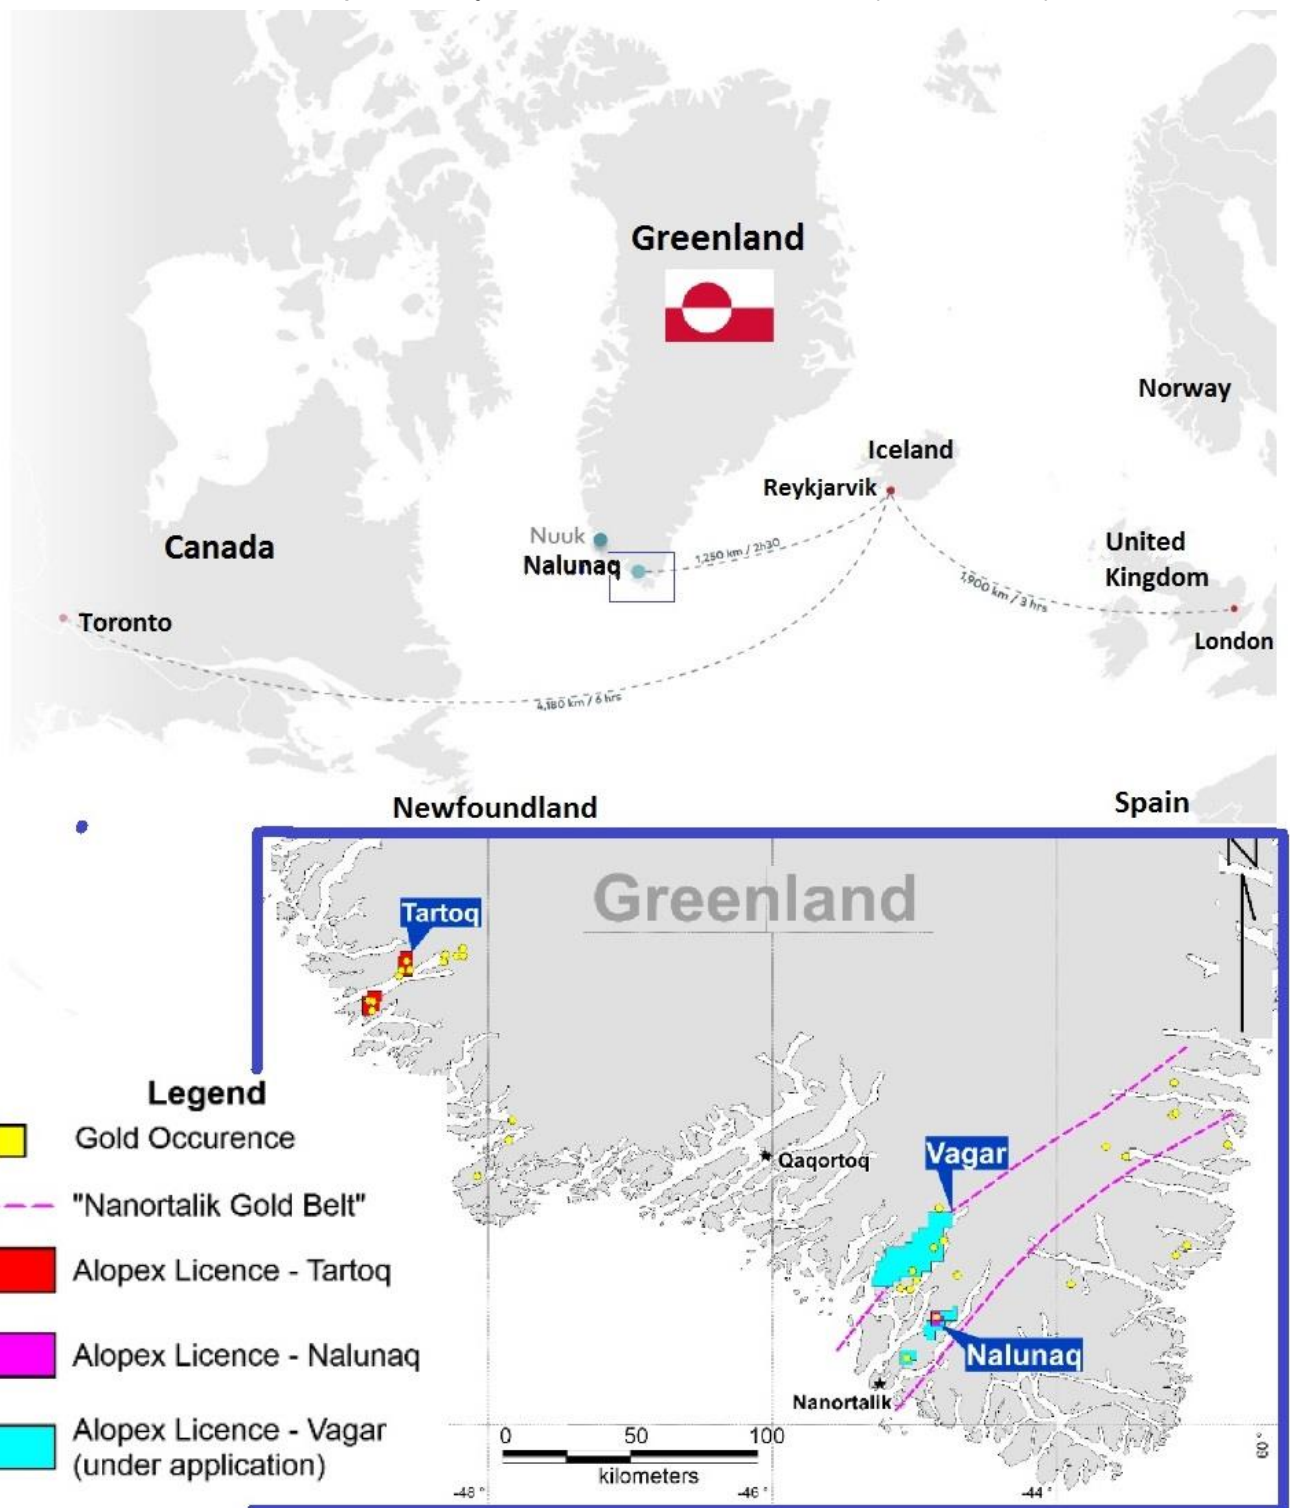 Greenland
Norway
Iceland
Reykjarvik
Nuuk
1,250 km / 2h30
Canada
Nalunaq
United
Kingdom
1,900 km / 3 hrs
Toronto
London
4,180 km / 6 hrs
Newfoundland
Spain
Greenland
N
Tartoq
Legend
Gold Occurence
Qaqortoq
Vagar
"Nanortalik Gold Belt"
Alopex Licence - Tartoq
Alopex Licence - Nalunaq
Nalunaq
Nanortalik
Alopex Licence - Vagar
(under application)
0 50 100
kilometers
60 °
-48 ° -46 ° -44 °